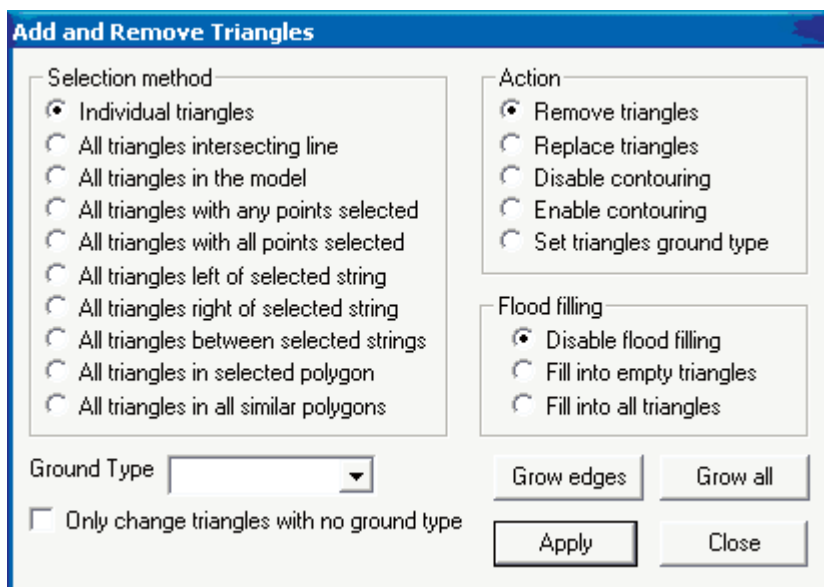 Add and Remove Triangles
Selection method
Individual triangles
All triangles intersecting line
All triangles in the model
All triangles with any points selected
All triangles with all points selected
All triangles left of selected string
All triangles right of selected string
All triangles between selected strings
All triangles in selected polygon
All triangles in all similar polygons
Action
Remove triangles
Replace triangles
Disable contouring
Enable contouring
Set triangles ground type
Flood filling
Disable flood filling
Fill into empty triangles
Fill into all triangles
Ground Type
Only change triangles with no ground type
Grow edges
Grow all
Apply
Close